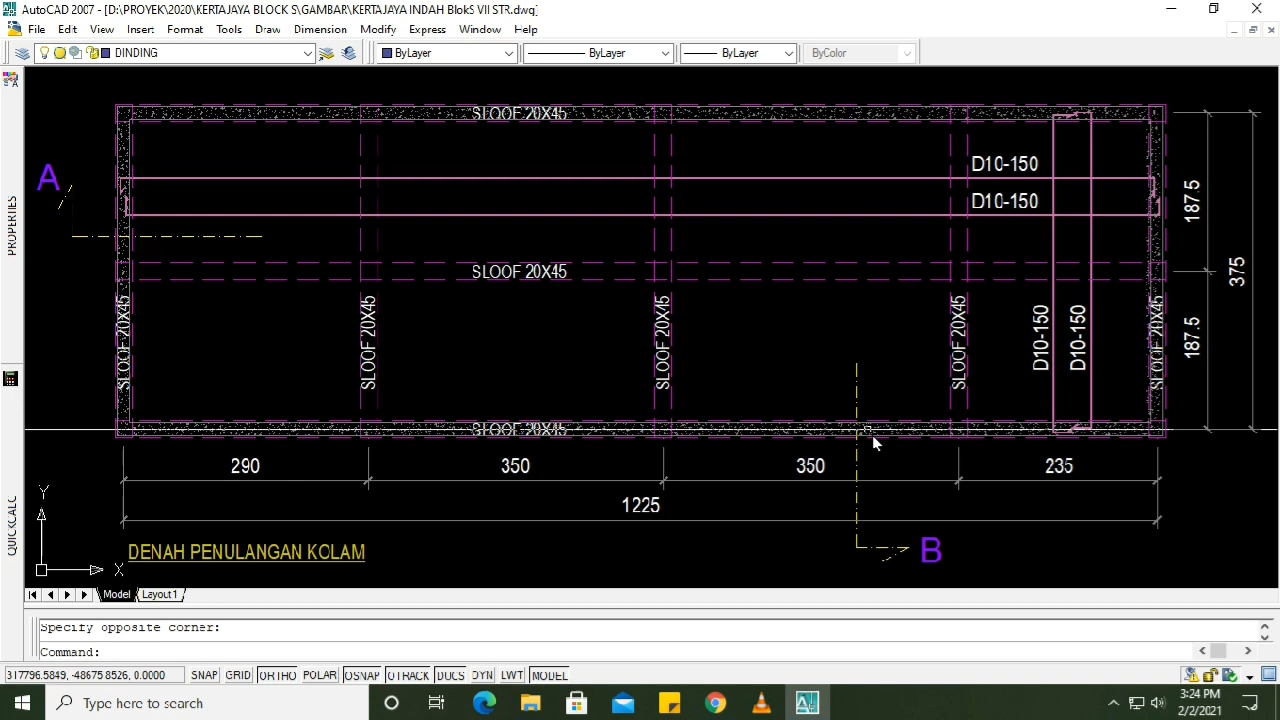 AutoCAD 2007 - [D:\PROYEK\2020\KERTAJAYA BLOCK S\GAMBAR\KERTAJAYA INDAH BlokS VII STR.dwg]
File Edit View Insert Format Tools Draw Dimension Modify Express Window Help
DINDING ByLayer ByLayer ByLayer ByColor
SLOOF 20X45
A
D10-150
D10-150
187.5
PROPERTIES
SLOOF 20X45
375
SLOOF 20X45
SLOOF 20X45
SLOOF 20X45
SLOOF 20X45
D10-150
D10-150
SLOOF 20X45
187.5
SLOOF 20X45
290 350 350 235
1225
QUICKCALC
Y
X
DENAH PENULANGAN KOLAM
B
Model Layout1
Specify opposite corner:
Command:
317796.5849, -48675.8526, 0.0000 SNAP GRID ORTHO POLAR OSNAP OTRACK DUCS DYN LWT MODEL
Type here to search
3:24 PM
2/2/2021